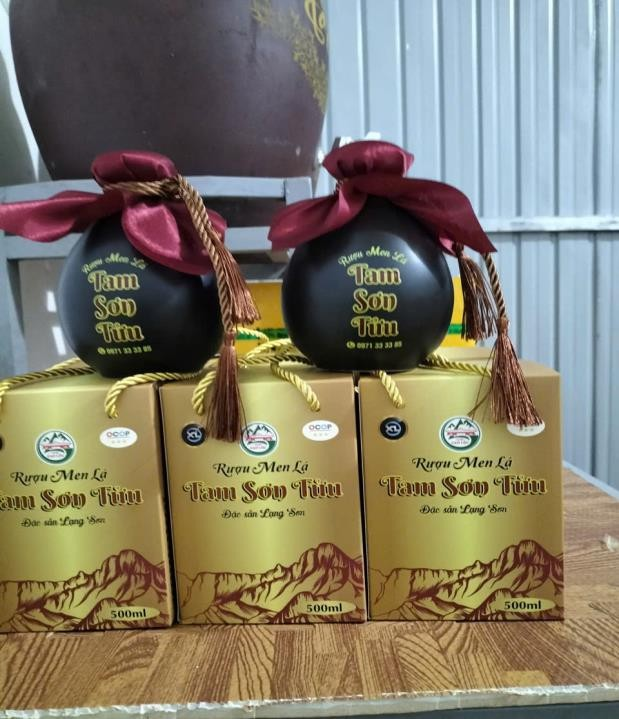 Rượu Men Lá
Tam
Sơn
Tửu
0971 33 33 85
Rượu Men Lá
Tam
Sơn
Tửu
0971 33 33 85
OCOP
Rượu Men Lá
Tam Sơn Tửu
Đặc sản Lạng Sơn
500ml
XL
OCOP
Rượu Men Lá
Tam Sơn Tửu
Đặc sản Lạng Sơn
500ml
XL
Rượu Men Lá
Tam Sơn Tửu
Đặc sản Lạng Sơn
500ml